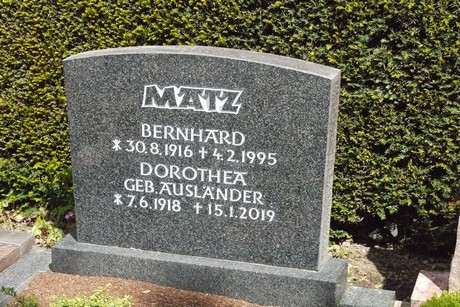 MATZ
BERNHARD
* 30.8.1916 ✝ 4.2.1995
DOROTHEA
GEB. AUSLÄNDER
* 7.6.1918 ✝ 15.1.2019